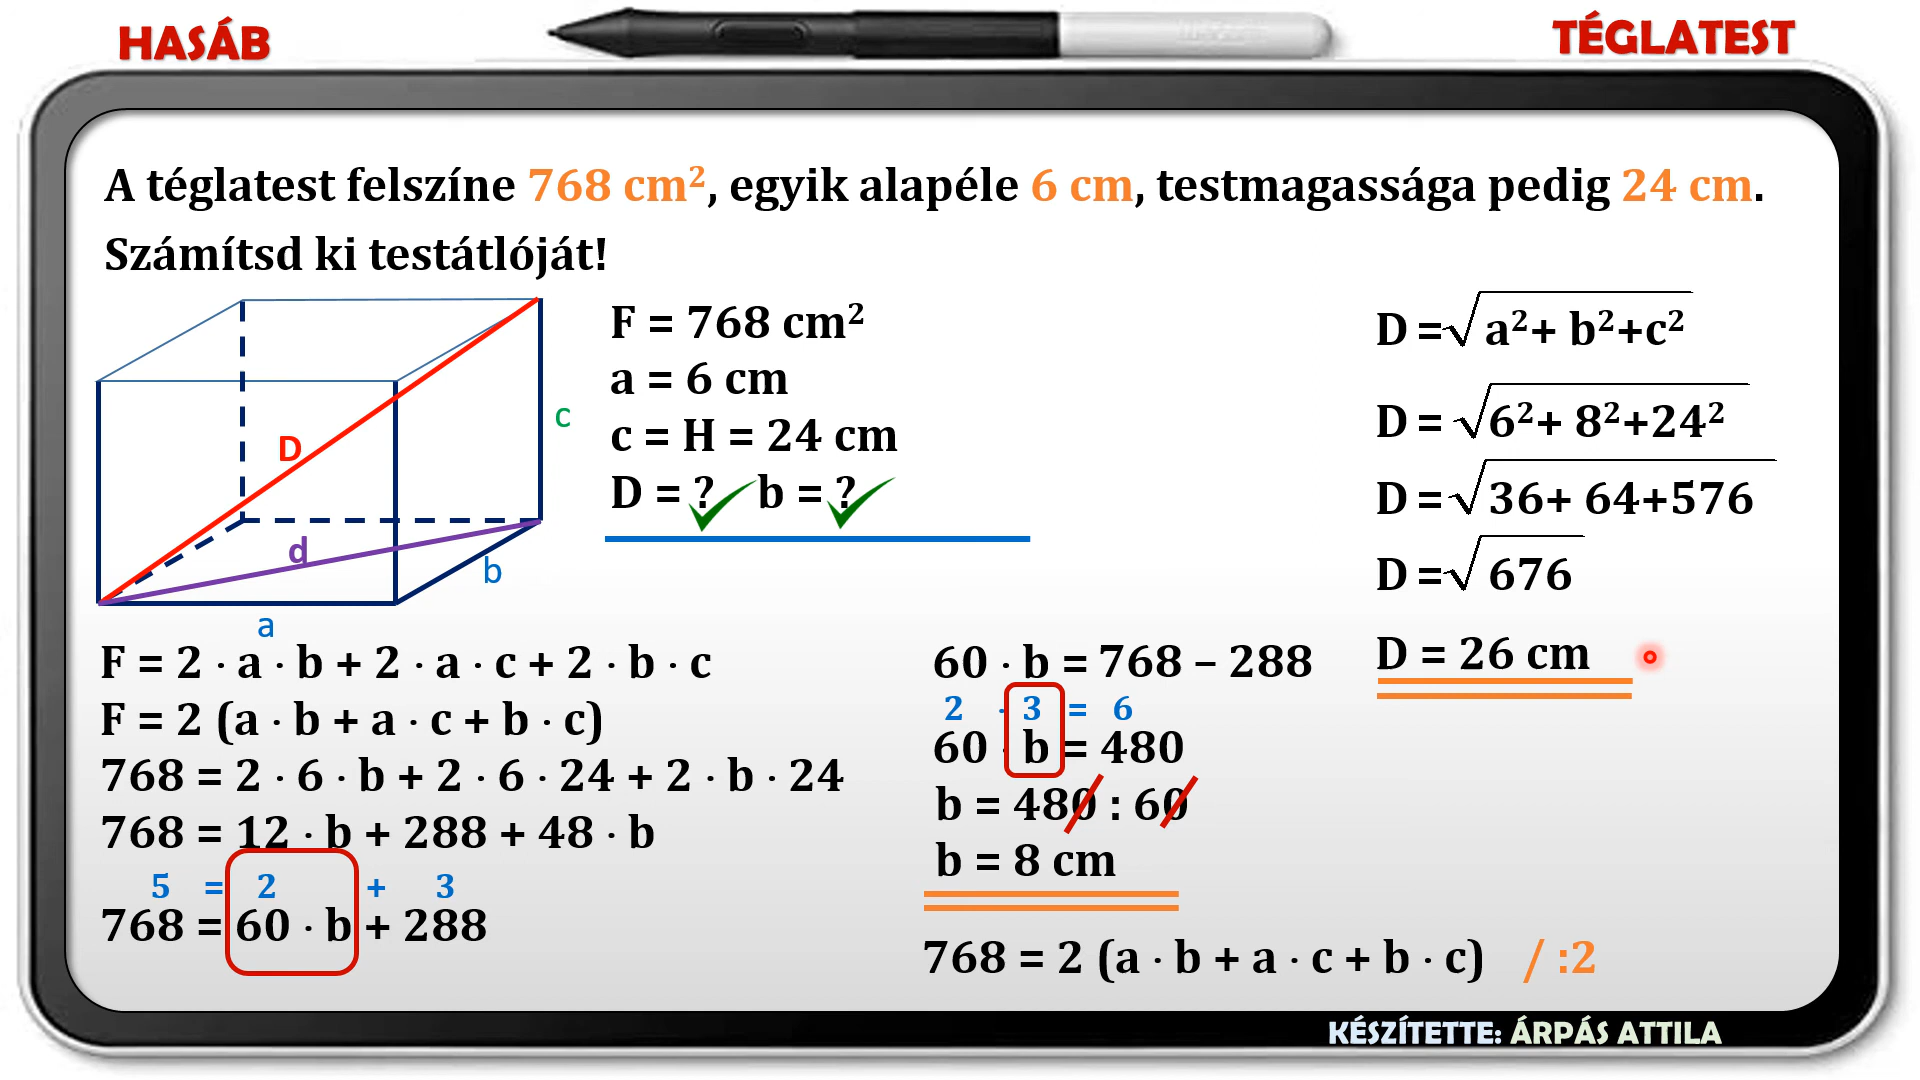 HASÁB
TÉGLATEST
A téglatest felszíne 768 cm², egyik alapéle 6 cm, testmagassága pedig 24 cm.
Számítsd ki testátlóját!
D
d
c
b
a
F = 768 cm²
a = 6 cm
c = H = 24 cm
D = ? b = ?
F = 2 · a · b + 2 · a · c + 2 · b · c
F = 2 (a · b + a · c + b · c)
768 = 2 · 6 · b + 2 · 6 · 24 + 2 · b · 24
768 = 12 · b + 288 + 48 · b
5 = 2 + 3
768 = 60 · b + 288
60 · b = 768 – 288
2 · 3 = 6
60 · b = 480
b = 480 : 60
b = 8 cm
768 = 2 (a · b + a · c + b · c) / :2
D = √a²+ b²+c²
D = √6²+ 8²+24²
D = √36+ 64+576
D = √676
D = 26 cm
KÉSZÍTETTE: ÁRPÁS ATTILA